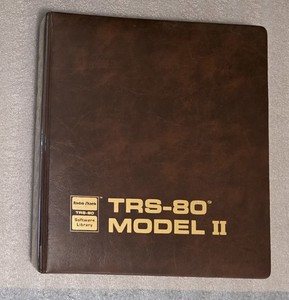 Radio Shack
TRS-80
Software
Library
TRS-80®
MODEL II